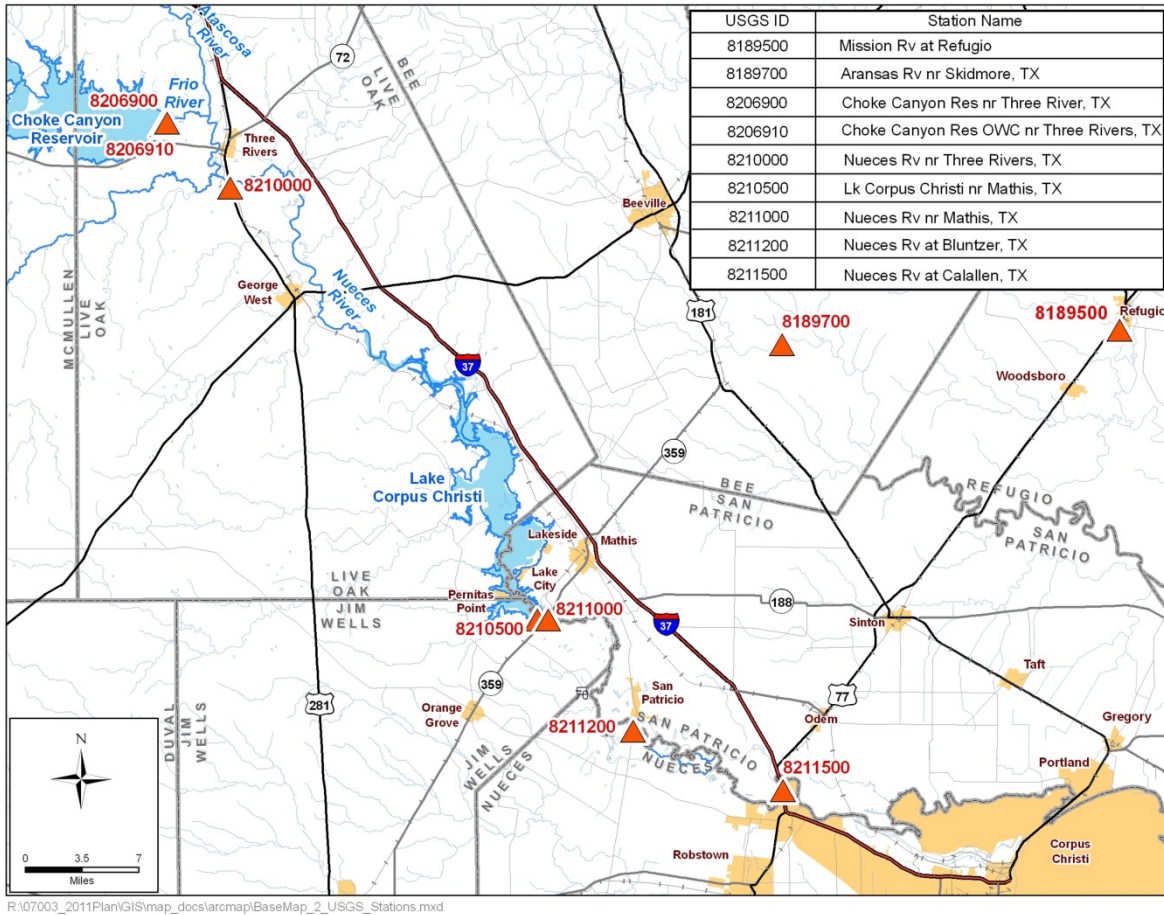 USGS ID Station Name
8189500 Mission Rv at Refugio
8189700 Aransas Rv nr Skidmore, TX
8206900 Choke Canyon Res nr Three River, TX
8206910 Choke Canyon Res OWC nr Three Rivers, TX
8210000 Nueces Rv nr Three Rivers, TX
8210500 Lk Corpus Christi nr Mathis, TX
8211000 Nueces Rv nr Mathis, TX
8211200 Nueces Rv at Bluntzer, TX
8211500 Nueces Rv at Calallen, TX
Atascosa
River
72
BEE
LIVE
OAK
Frio
River
8206900
Choke Canyon
Reservoir
8206910
Three
Rivers
8210000
Beeville
MCMULLEN
LIVE
OAK
George
West
Nueces
River
181
8189700
8189500
Refugio
37
Woodsboro
359
Lake
Corpus Christi
BEE
SAN
PATRICIO
REFUGIO
SAN
PATRICIO
Lakeside
Mathis
Lake
City
LIVE
OAK
JIM
WELLS
Pernitas
Point
8211000
8210500
188
37
Sinton
Taft
281
359
Orange
Grove
70
San
Patricio
77
Odem
Gregory
8211200
SAN PATRICIO
NUECES
DUVAL
JIM
WELLS
JIM WELLS
NUECES
8211500
Portland
Corpus
Christi
Robstown
N
0 3.5 7
Miles
R:\07003_2011Plan\GIS\map_docs\arcmap\BaseMap_2_USGS_Stations.mxd